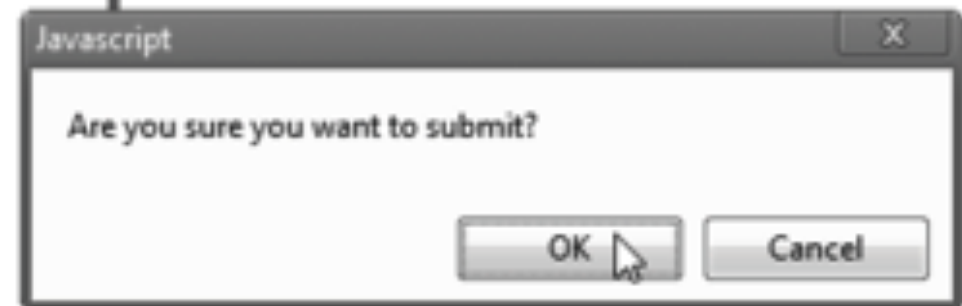 Javascript
X
Are you sure you want to submit?
OK
Cancel